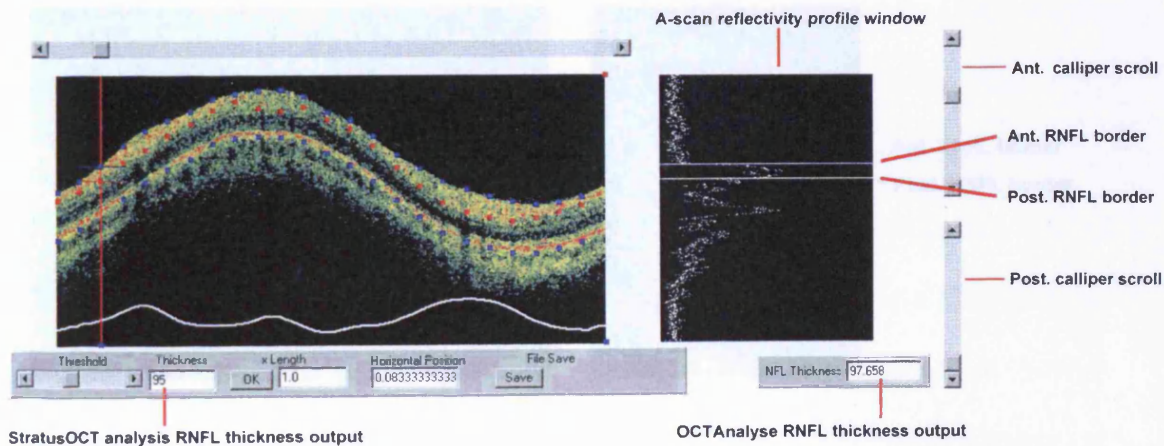 A-scan reflectivity profile window
Ant. calliper scroll
Ant. RNFL border
Post. RNFL border
Post. calliper scroll
Threshold
Thickness
x Length
Horizontal Position
File Save
95
OK
1.0
0.08333333333
Save
NFL Thickness
97.658
StratusOCT analysis RNFL thickness output
OCTAnalyse RNFL thickness output